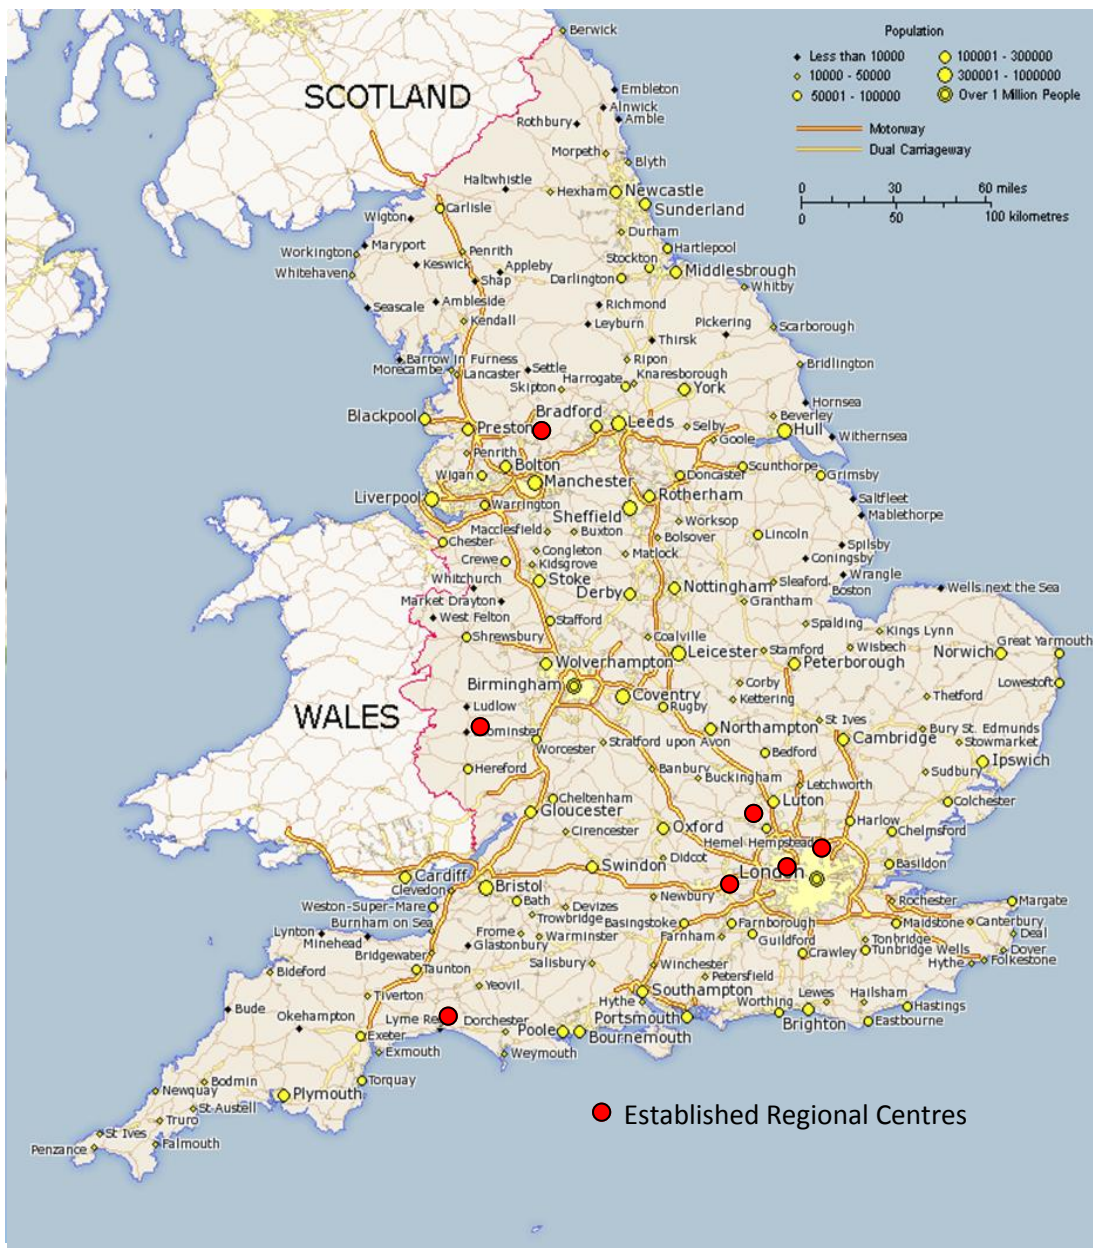 Berwick
Population
Less than 10000
100001 - 300000
10000 - 50000
300001 - 1000000
50001 - 100000
Over 1 Million People
Motorway
Dual Carriageway
0 30 60 miles
0 50 100 kilometres
SCOTLAND
Embleton
Alnwick
Amble
Rothbury
Morpeth
Blyth
Haltwhistle
Hexham
Newcastle
Carlisle
Sunderland
Wigton
Durham
Maryport
Hartlepool
Workington
Penrith
Stockton
Whitehaven
Keswick
Appleby
Middlesbrough
Shap
Darlington
Whitby
Seascale
Ambleside
Richmond
Kendall
Leyburn
Pickering
Scarborough
Thirsk
Barrow In Furness
Ripon
Bridlington
Morecambe
Lancaster
Settle
Harrogate
Knaresborough
Skipton
York
Hornsea
Blackpool
Bradford
Beverley
Preston
Leeds
Selby
Hull
Withernsea
Goole
Penrith
Bolton
Scunthorpe
Wigan
Manchester
Doncaster
Grimsby
Liverpool
Rotherham
Saltfleet
Warrington
Sheffield
Mablethorpe
Macclesfield
Buxton
Worksop
Chester
Bolsover
Lincoln
Spilsby
Congleton
Matlock
Crewe
Kidsgrove
Coningsby
Whitchurch
Stoke
Wrangle
Derby
Nottingham
Sleaford
Boston
Wells next the Sea
Market Drayton
Grantham
West Felton
Stafford
Spalding
Kings Lynn
Shrewsbury
Coalville
Great Yarmouth
Wolverhampton
Leicester
Stamford
Wisbech
Norwich
Peterborough
Birmingham
Corby
Lowestoft
Coventry
Kettering
Thetford
WALES
Ludlow
Rugby
St Ives
Northampton
Bury St. Edmunds
Worcester
Stratford upon Avon
Cambridge
Stowmarket
Bedford
Hereford
Banbury
Ipswich
Buckingham
Letchworth
Sudbury
Cheltenham
Luton
Colchester
Gloucester
Harlow
Cirencester
Oxford
Hemel Hempstead
Chelmsford
Didcot
Swindon
London
Basildon
Cardiff
Clevedon
Bristol
Newbury
Weston-Super-Mare
Bath
Devizes
Rochester
Margate
Burnham on Sea
Trowbridge
Basingstoke
Farnborough
Maidstone
Canterbury
Lynton
Frome
Warminster
Farnham
Deal
Minehead
Glastonbury
Guildford
Tonbridge
Dover
Bridgewater
Crawley
Tunbridge Wells
Folkestone
Hythe
Bideford
Taunton
Salisbury
Winchester
Petersfield
Yeovil
Tiverton
Southampton
Bude
Hythe
Worthing
Lewes
Hailsham
Hastings
Okehampton
Lyme
Dorchester
Portsmouth
Brighton
Eastbourne
Exeter
Poole
Bournemouth
Exmouth
Weymouth
Bodmin
Torquay
Newquay
Plymouth
St Austell
Truro
St Ives
Falmouth
Penzance
Established Regional Centres